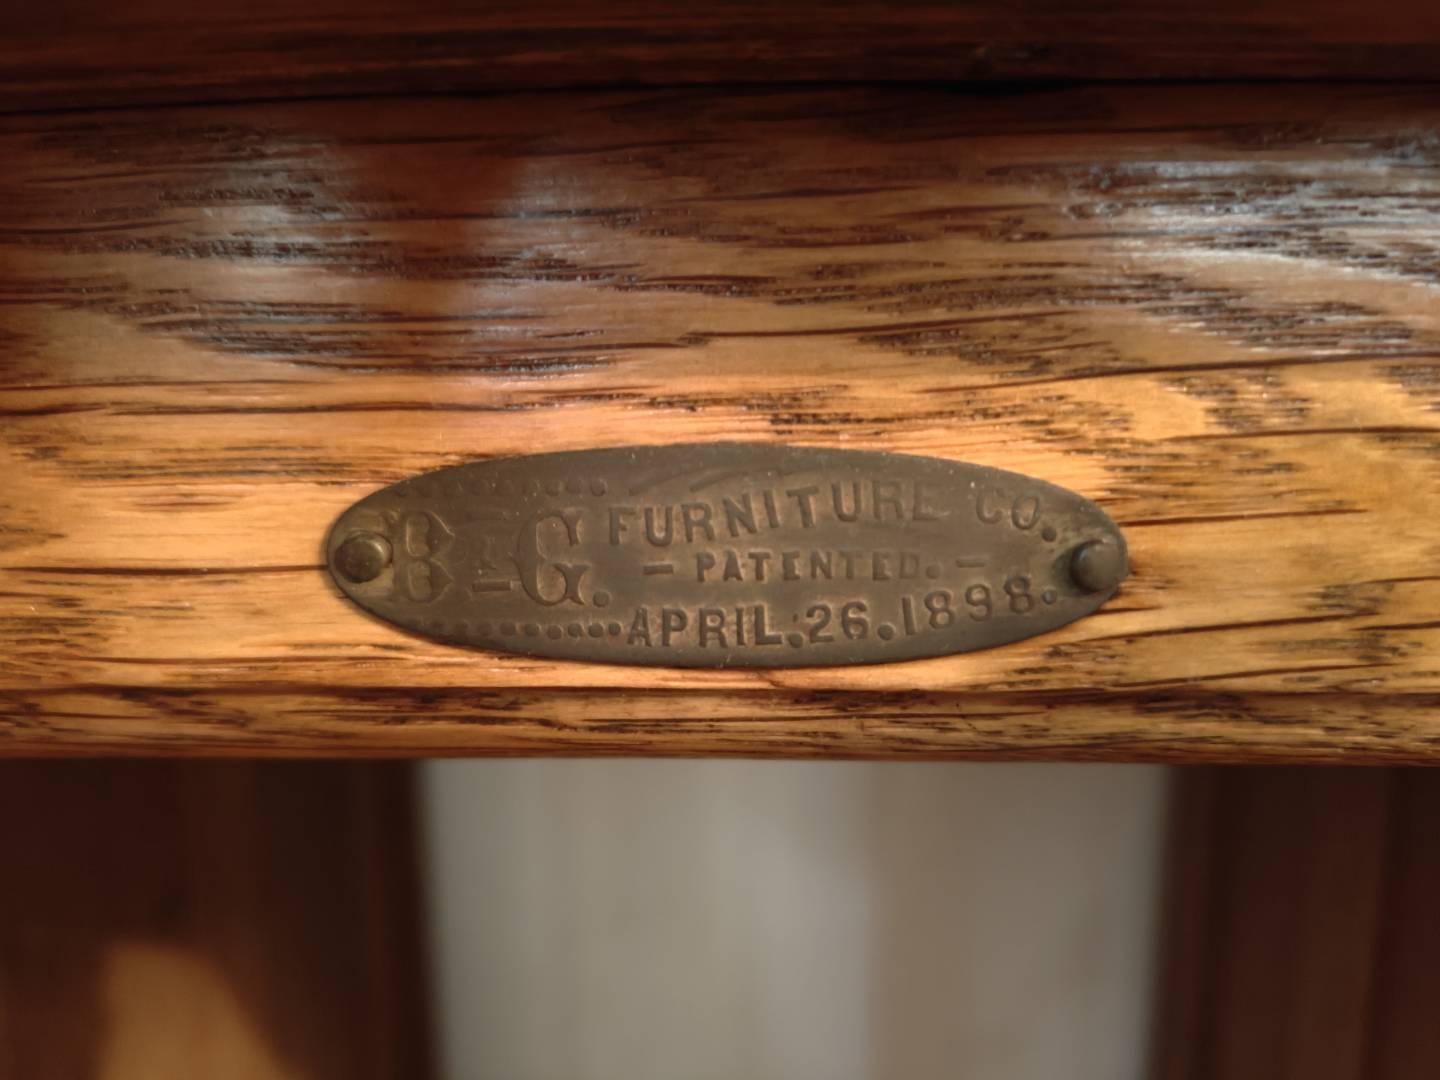 B & G. FURNITURE CO.
- PATENTED. -
APRIL. 26. 1898.